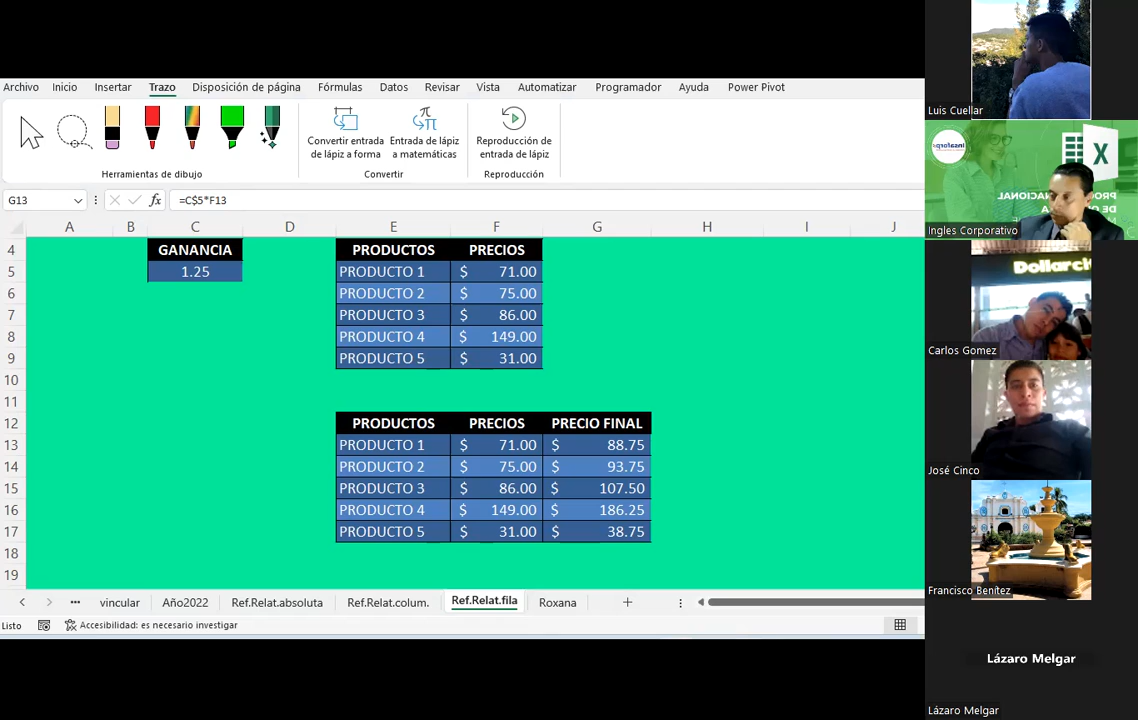 Archivo Inicio Insertar Trazo Disposición de página Fórmulas Datos Revisar Vista Automatizar Programador Ayuda Power Pivot
Convertir entrada de lápiz a forma
Entrada de lápiz a matemáticas
Reproducción de entrada de lápiz
Herramientas de dibujo Convertir Reproducción
G13 fx =C$5*F13
A B C D E F G H I J
4 GANANCIA PRODUCTOS PRECIOS
5 1.25 PRODUCTO 1 $ 71.00
6 PRODUCTO 2 $ 75.00
7 PRODUCTO 3 $ 86.00
8 PRODUCTO 4 $ 149.00
9 PRODUCTO 5 $ 31.00
10
11
12 PRODUCTOS PRECIOS PRECIO FINAL
13 PRODUCTO 1 $ 71.00 $ 88.75
14 PRODUCTO 2 $ 75.00 $ 93.75
15 PRODUCTO 3 $ 86.00 $ 107.50
16 PRODUCTO 4 $ 149.00 $ 186.25
17 PRODUCTO 5 $ 31.00 $ 38.75
18
19
vincular Año2022 Ref.Relat.absoluta Ref.Relat.colum. Ref.Relat.fila Roxana
Listo Accesibilidad: es necesario investigar
Luis Cuellar
insaforp
X
Ingles Corporativo
Dollarci
Carlos Gomez
José Cinco
Francisco Benítez
Lázaro Melgar
Lázaro Melgar